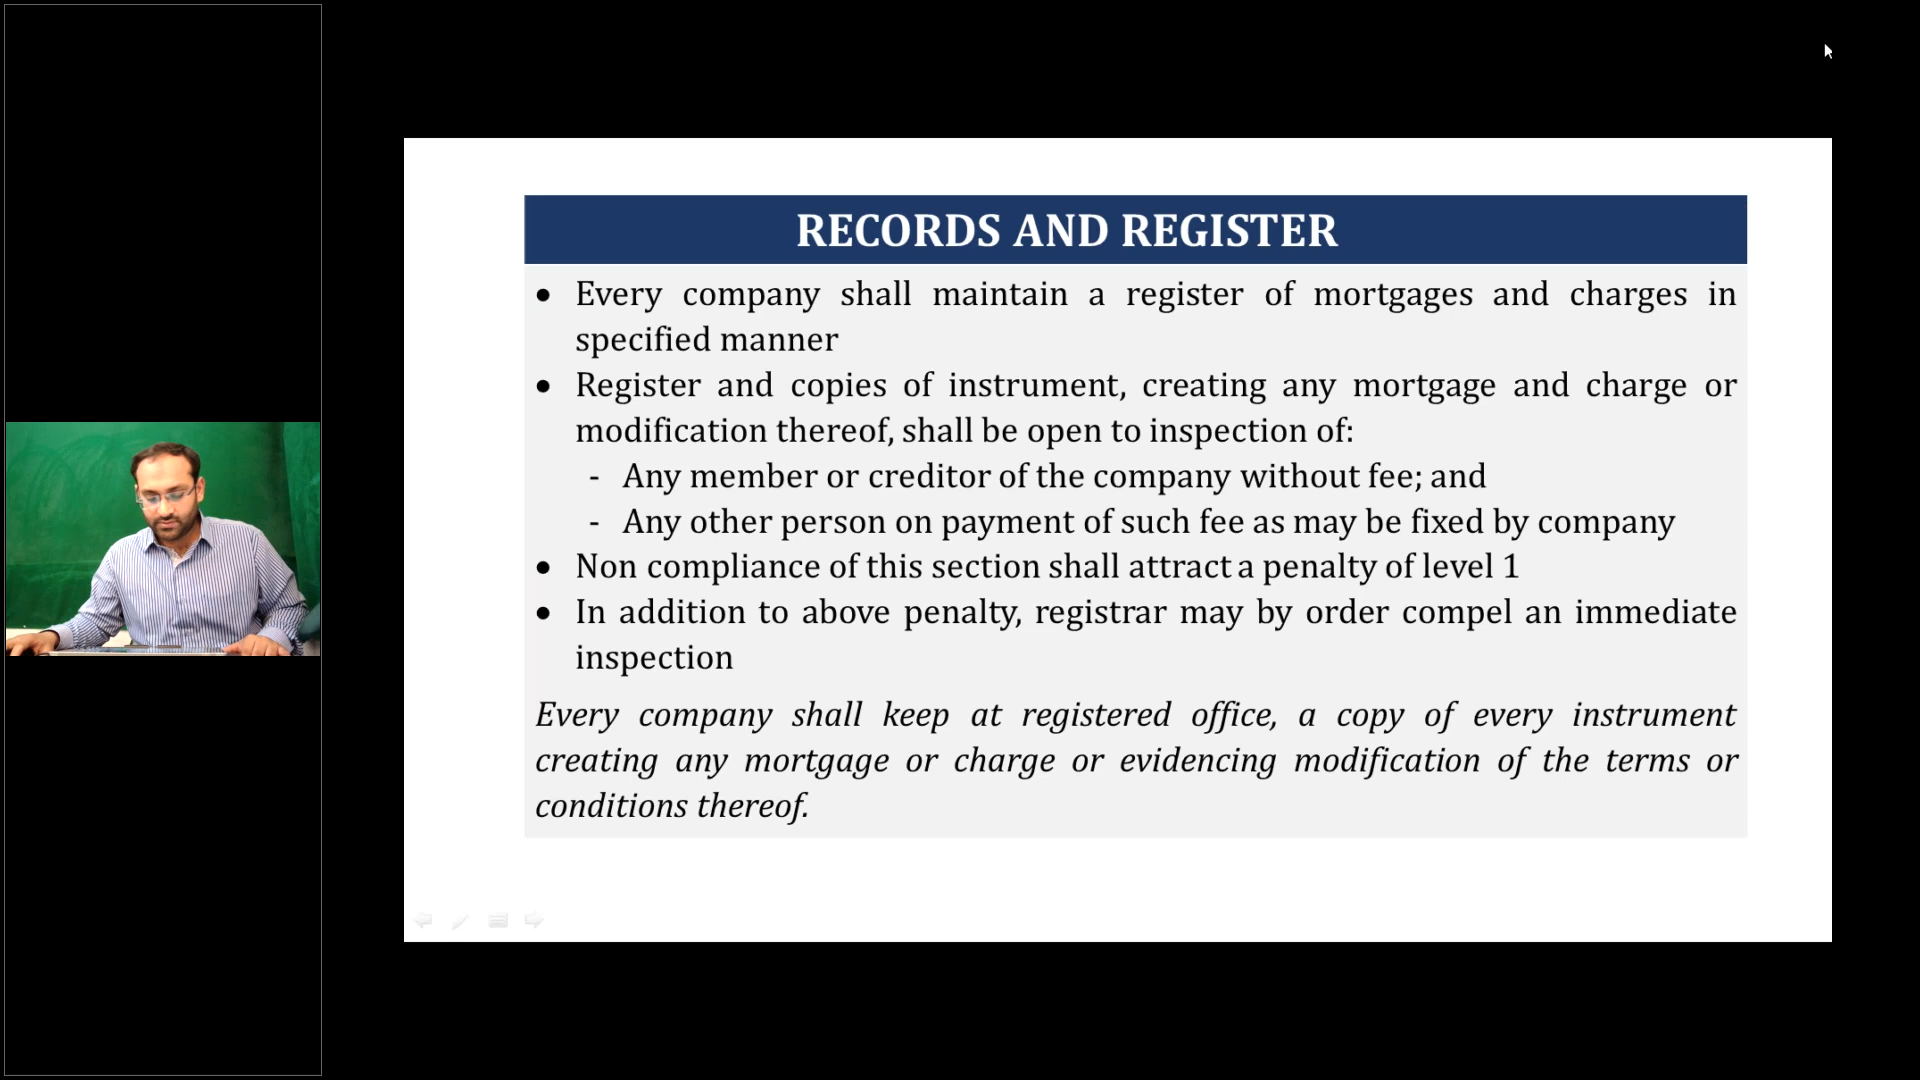 RECORDS AND REGISTER
• Every company shall maintain a register of mortgages and charges in
specified manner
• Register and copies of instrument, creating any mortgage and charge or
modification thereof, shall be open to inspection of:
- Any member or creditor of the company without fee; and
- Any other person on payment of such fee as may be fixed by company
• Non compliance of this section shall attract a penalty of level 1
• In addition to above penalty, registrar may by order compel an immediate
inspection
Every company shall keep at registered office, a copy of every instrument
creating any mortgage or charge or evidencing modification of the terms or
conditions thereof.